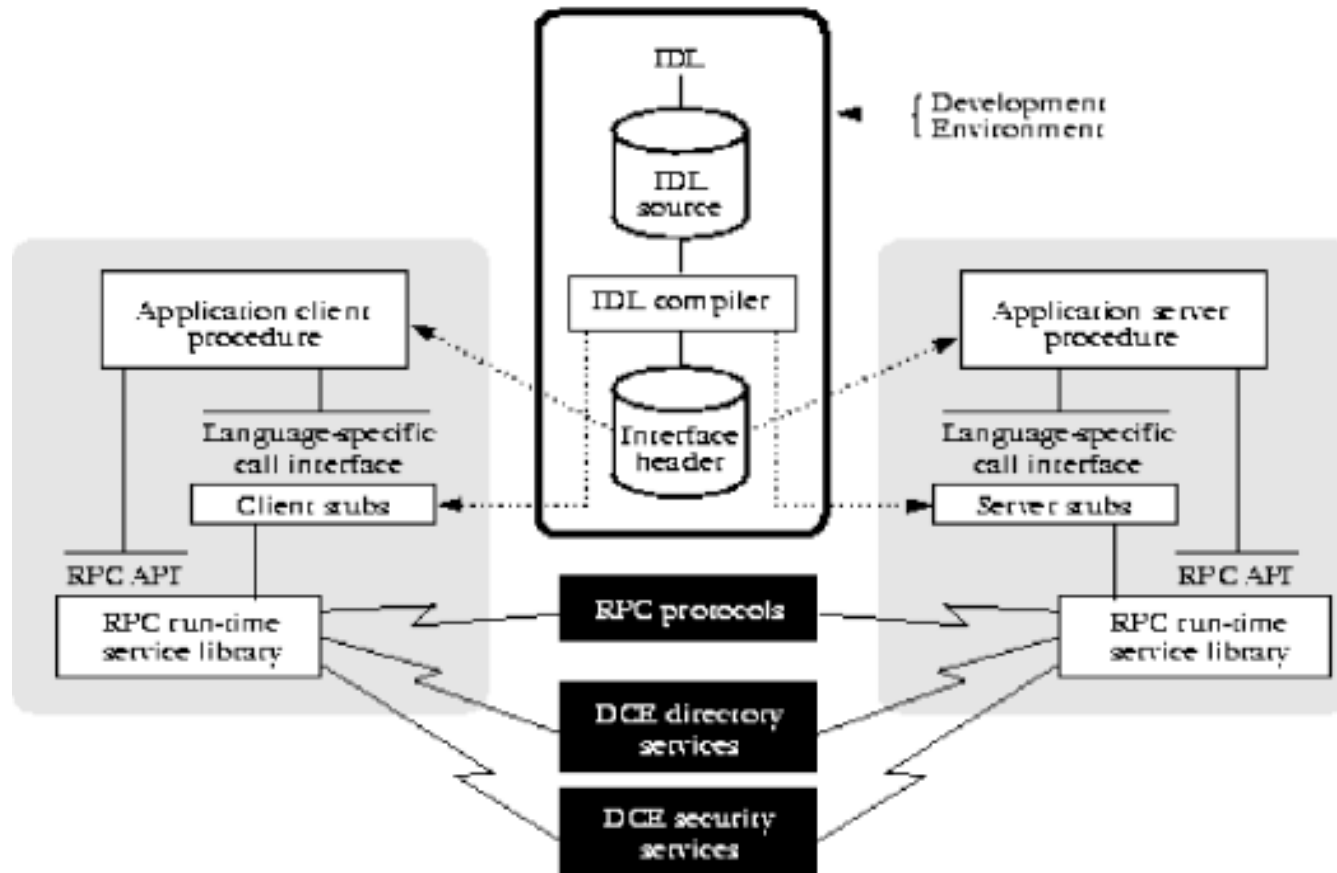 IDL
Development
Environment
IDL
source
IDL compiler
Interface
header
Application client
procedure
Language-specific
call interface
Client stubs
RPC API
RPC run-time
service library
Application server
procedure
Language-specific
call interface
Server stubs
RPC API
RPC run-time
service library
RPC protocols
DCE directory
services
DCE security
services